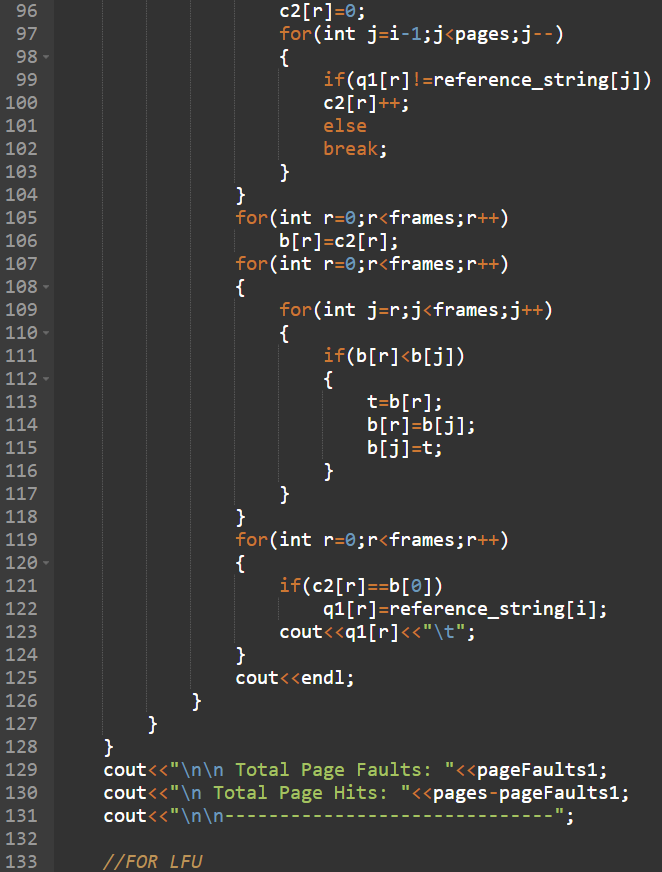 96 c2[r]=0;
97 for(int j=i-1;j<pages;j--)
98 {
99 if(q1[r]!=reference_string[j])
100 c2[r]++;
101 else
102 break;
103 }
104 }
105 for(int r=0;r<frames;r++)
106 b[r]=c2[r];
107 for(int r=0;r<frames;r++)
108 {
109 for(int j=r;j<frames;j++)
110 {
111 if(b[r]<b[j])
112 {
113 t=b[r];
114 b[r]=b[j];
115 b[j]=t;
116 }
117 }
118 }
119 for(int r=0;r<frames;r++)
120 {
121 if(c2[r]==b[0])
122 q1[r]=reference_string[i];
123 cout<<q1[r]<<"\t";
124 }
125 cout<<endl;
126 }
127 }
128 }
129 cout<<"\n\n Total Page Faults: "<<pageFaults1;
130 cout<<"\n Total Page Hits: "<<pages-pageFaults1;
131 cout<<"\n\n------------------------------";
132
133 //FOR LFU